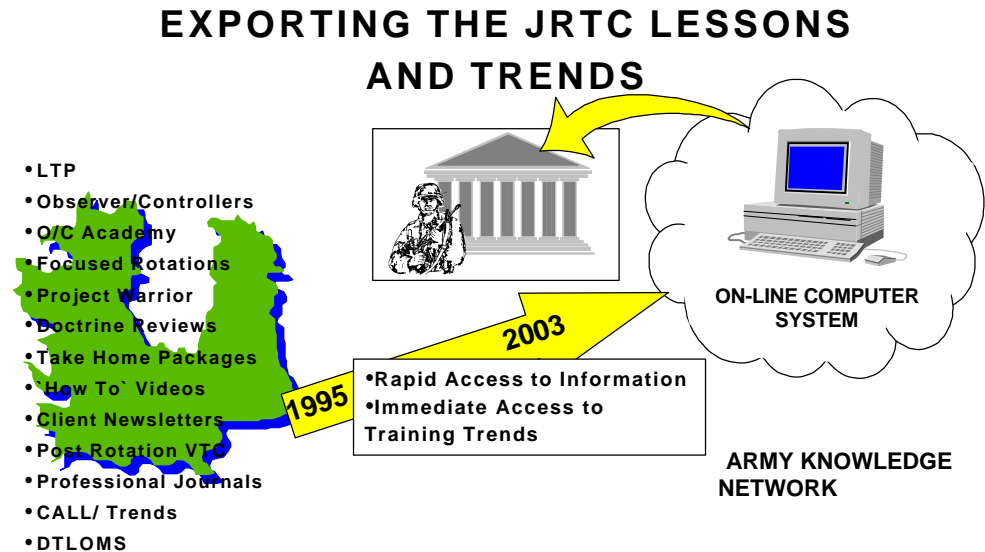 EXPORTING THE JRTC LESSONS
AND TRENDS
•LTP
•Observer/Controllers
•O/C Academy
•Focused Rotations
•Project Warrior
•Doctrine Reviews
•Take Home Packages
•`How To` Videos
•Client Newsletters
•Post Rotation VTC
•Professional Journals
•CALL/ Trends
•DTLOMS
1995
2003
•Rapid Access to Information
•Immediate Access to
Training Trends
ON-LINE COMPUTER
SYSTEM
ARMY KNOWLEDGE
NETWORK